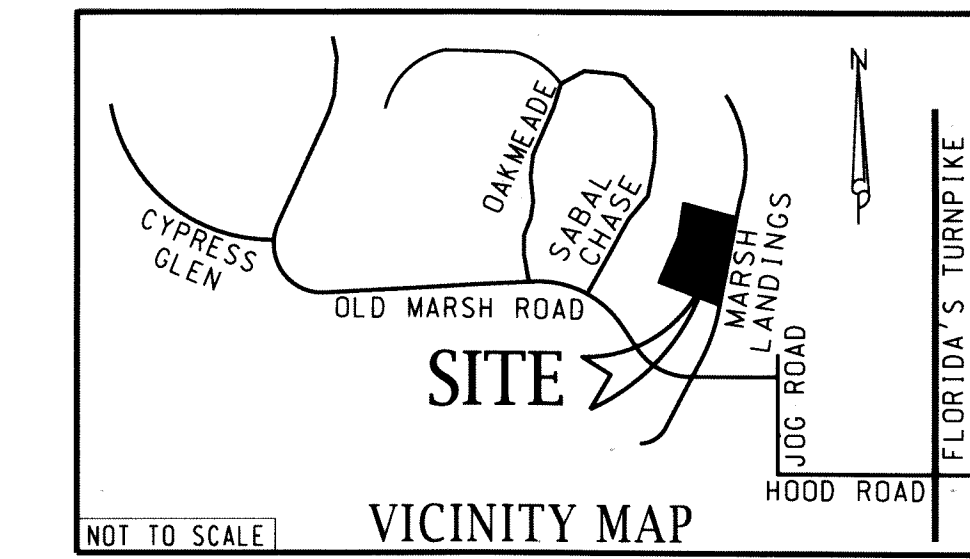 N
OAKMEADE
SABAL
CHASE
CYPRESS
GLEN
MARSH
LANDINGS
FLORIDA'S TURNPIKE
OLD MARSH ROAD
SITE
JOG ROAD
HOOD ROAD
NOT TO SCALE
VICINITY MAP